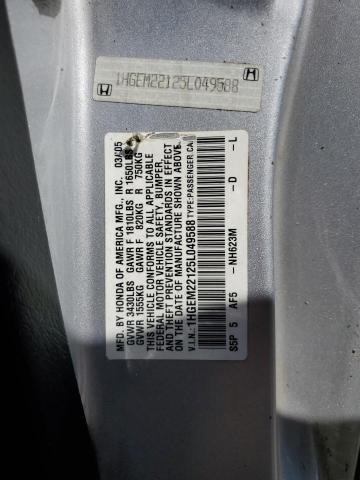 1HGEM22125L049588
MFD. BY HONDA OF AMERICA MFG., INC. 03/05
GVWR 3430LBS GAWR F 1810LBS R 1650LBS
GVWR 1555KG GAWR F 820KG R 750KG
THIS VEHICLE CONFORMS TO ALL APPLICABLE
FEDERAL MOTOR VEHICLE SAFETY, BUMPER,
AND THEFT PREVENTION STANDARDS IN EFFECT
ON THE DATE OF MANUFACTURE SHOWN ABOVE.
V.I.N: 1HGEM22125L049588 TYPE:PASSENGER CAR
S5P 5 AF5 - NH623M - D - L